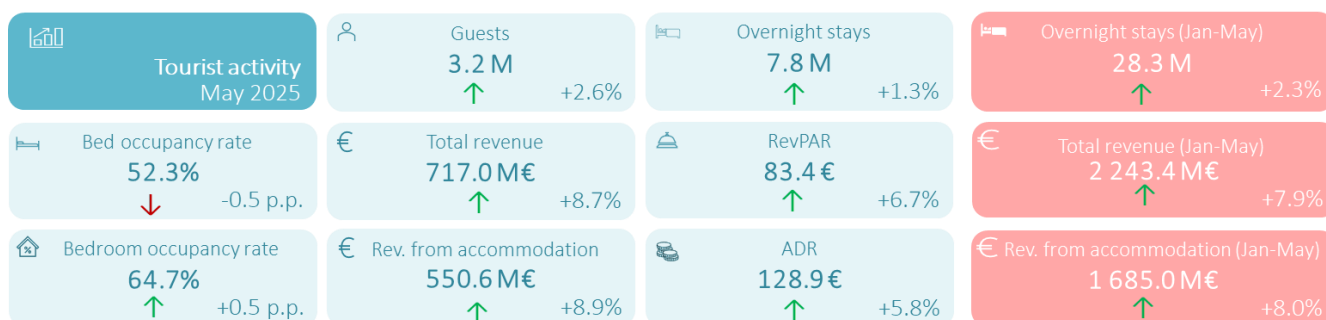 Tourist activity
May 2025
Guests
3.2 M
+2.6%
Overnight stays
7.8 M
+1.3%
Overnight stays (Jan-May)
28.3 M
+2.3%
Bed occupancy rate
52.3%
-0.5 p.p.
€ Total revenue
717.0 M€
+8.7%
RevPAR
83.4 €
+6.7%
€ Total revenue (Jan-May)
2 243.4 M€
+7.9%
%
Bedroom occupancy rate
64.7%
+0.5 p.p.
€ Rev. from accommodation
550.6 M€
+8.9%
ADR
128.9 €
+5.8%
€ Rev. from accommodation (Jan-May)
1 685.0 M€
+8.0%